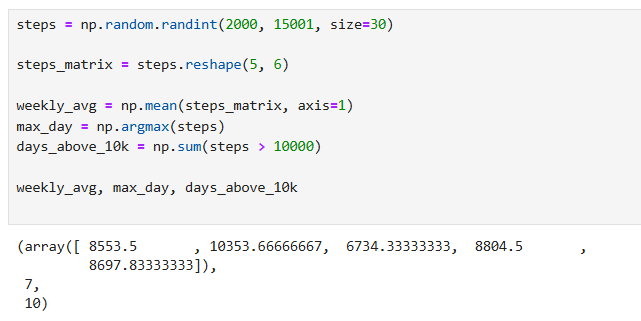 steps = np.random.randint(2000, 15001, size=30)
steps_matrix = steps.reshape(5, 6)
weekly_avg = np.mean(steps_matrix, axis=1)
max_day = np.argmax(steps)
days_above_10k = np.sum(steps > 10000)
weekly_avg, max_day, days_above_10k
(array([ 8553.5       , 10353.66666667,  6734.33333333,  8804.5       ,
         8697.83333333]),
 7,
 10)